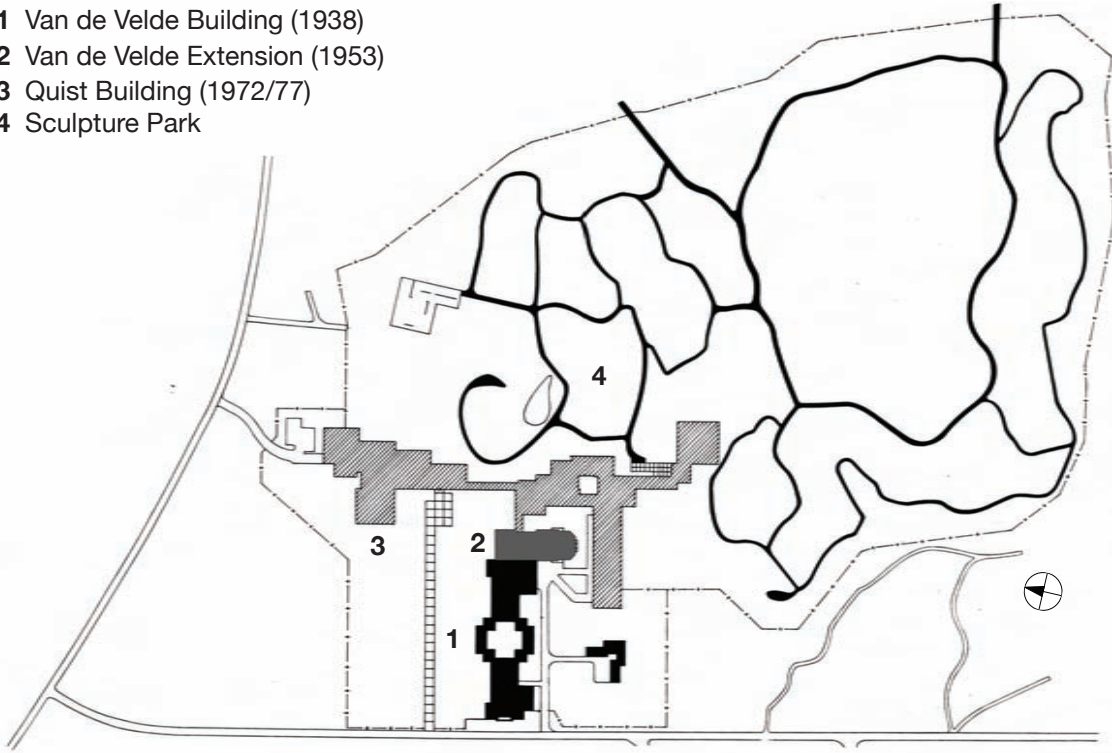 1 Van de Velde Building (1938)
2 Van de Velde Extension (1953)
3 Quist Building (1972/77)
4 Sculpture Park
4
3
2
1